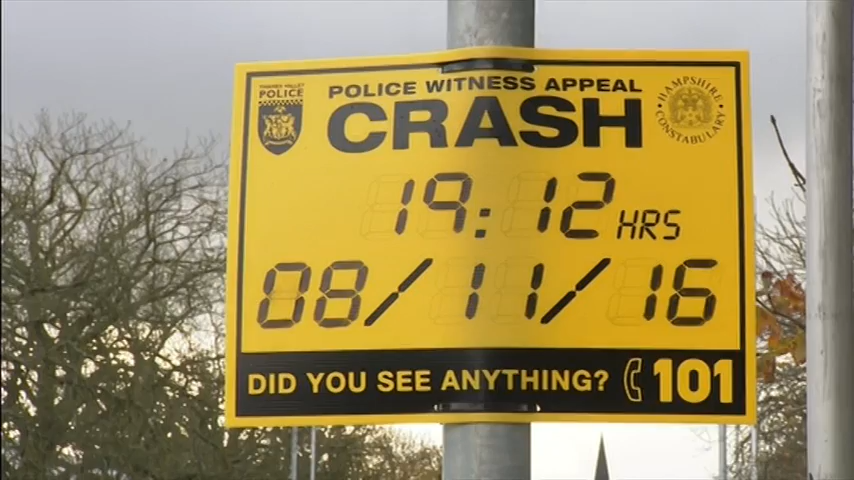 THAMES VALLEY
POLICE
POLICE WITNESS APPEAL
CRASH
HAMPSHIRE
CONSTABULARY
19:12 HRS
08/11/16
DID YOU SEE ANYTHING? 101